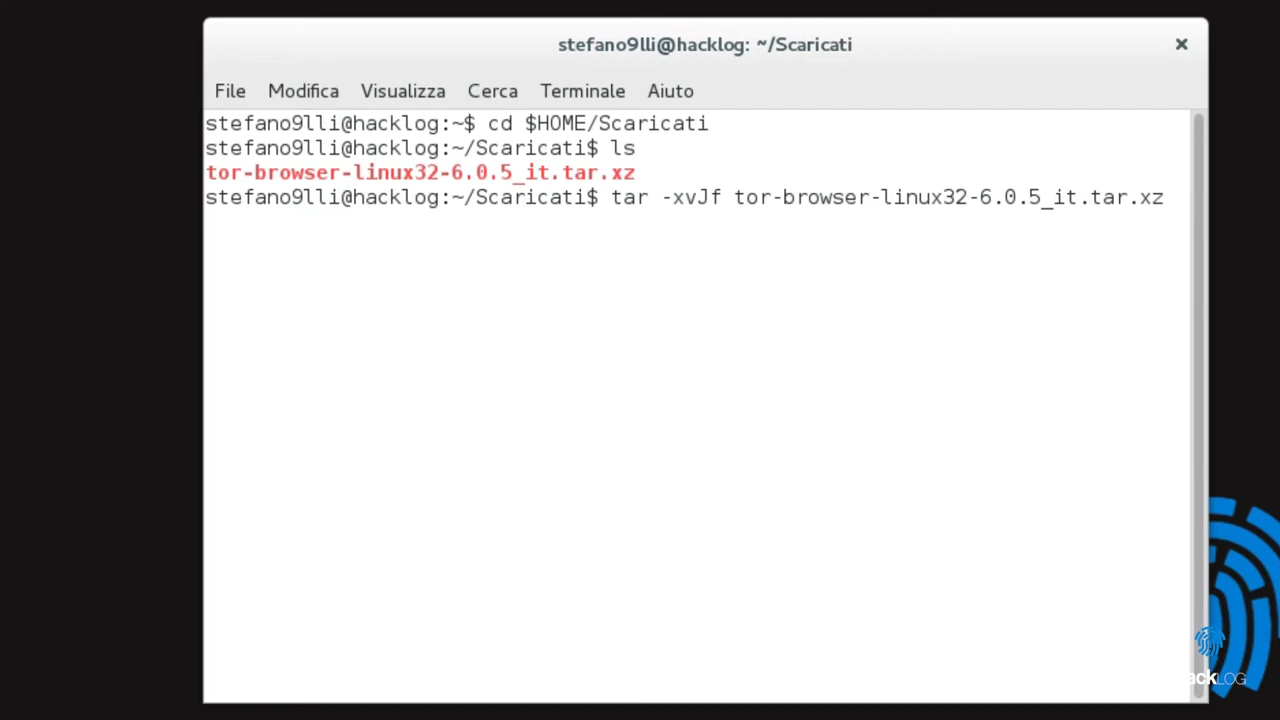 stefano9lli@hacklog: ~/Scaricati
File Modifica Visualizza Cerca Terminale Aiuto
stefano9lli@hacklog:~$ cd $HOME/Scaricati
stefano9lli@hacklog:~/Scaricati$ ls
tor-browser-linux32-6.0.5_it.tar.xz
stefano9lli@hacklog:~/Scaricati$ tar -xvJf tor-browser-linux32-6.0.5_it.tar.xz
ackLOG